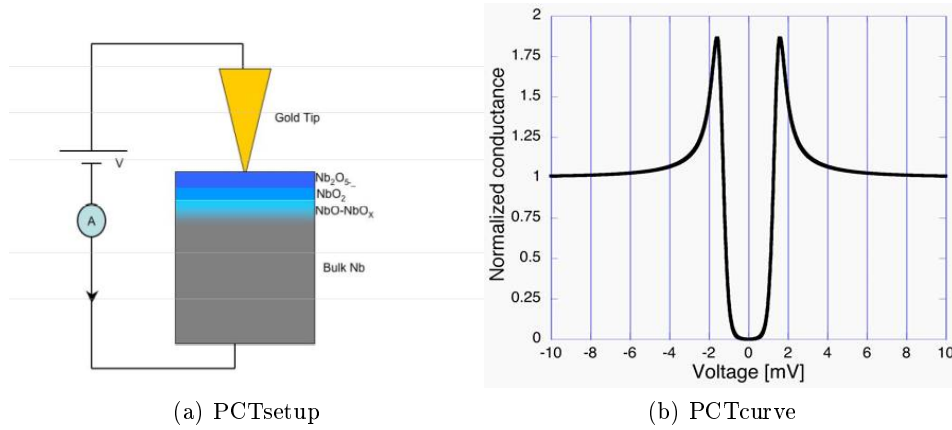 Gold Tip
V
Nb₂O₅₋
NbO₂
A
NbO-NbOₓ
Bulk Nb
(a) PCTsetup
Normalized conductance
2
1.75
1.5
1.25
1
0.75
0.5
0.25
0
-10 -8 -6 -4 -2 0 2 4 6 8 10
Voltage [mV]
(b) PCTcurve